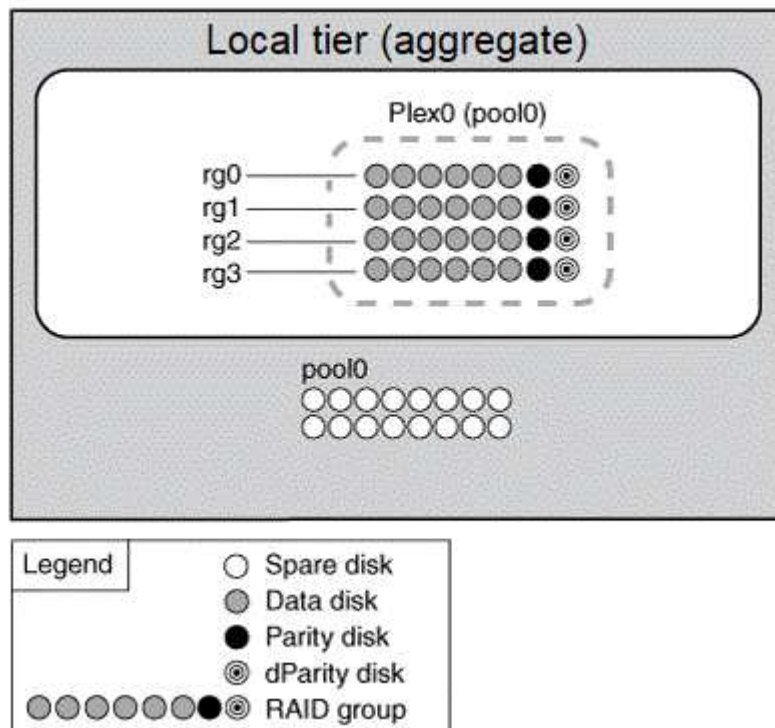 Local tier (aggregate)
Plex0 (pool0)
rg0
rg1
rg2
rg3
pool0
Legend
Spare disk
Data disk
Parity disk
dParity disk
RAID group